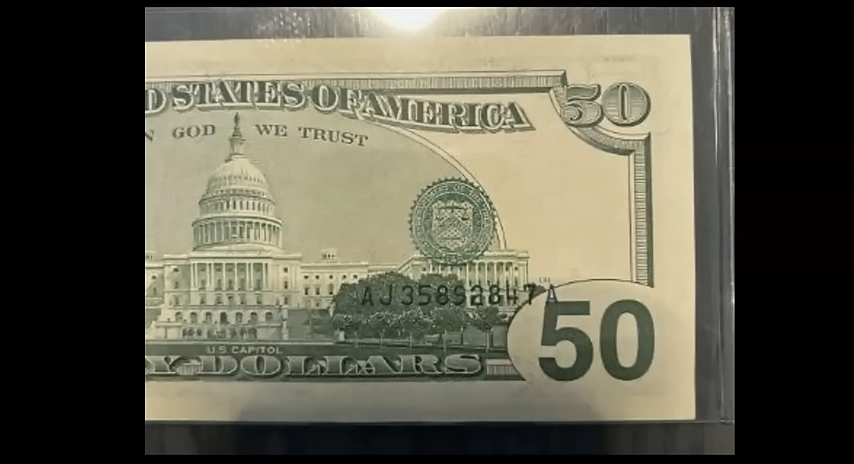 D STATES OF AMERICA
50
N GOD WE TRUST
AJ35892847A
50
U.S. CAPITOL
Y DOLLARS